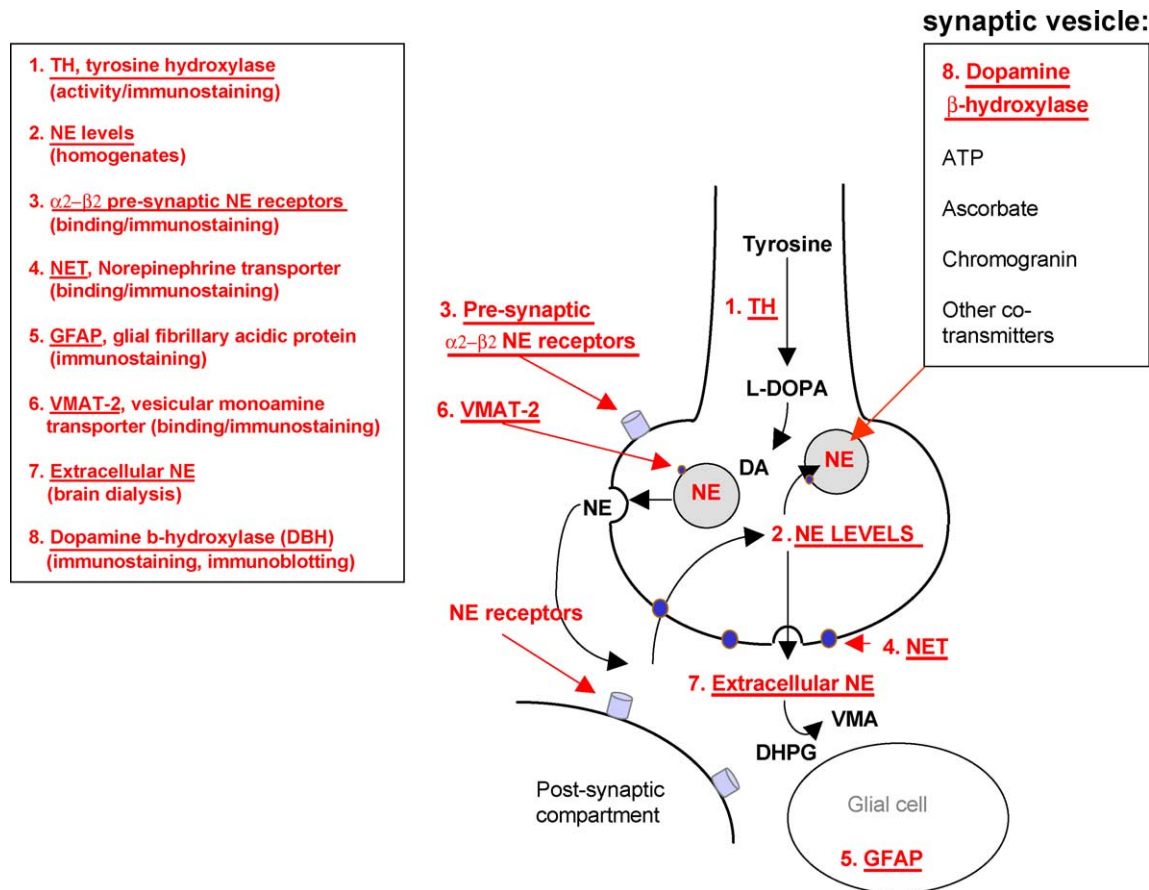 1. TH, tyrosine hydroxylase
(activity/immunostaining)
2. NE levels
(homogenates)
3. α2–β2 pre-synaptic NE receptors
(binding/immunostaining)
4. NET, Norepinephrine transporter
(binding/immunostaining)
5. GFAP, glial fibrillary acidic protein
(immunostaining)
6. VMAT-2, vesicular monoamine
transporter (binding/immunostaining)
7. Extracellular NE
(brain dialysis)
8. Dopamine b-hydroxylase (DBH)
(immunostaining, immunoblotting)
synaptic vesicle:
8. Dopamine
β-hydroxylase
ATP
Ascorbate
Chromogranin
Other co-
transmitters
Tyrosine
1. TH
3. Pre-synaptic
α2–β2 NE receptors
L-DOPA
6. VMAT-2
DA
NE
NE
NE
2. NE LEVELS
NE receptors
4. NET
7. Extracellular NE
VMA
DHPG
Post-synaptic
compartment
Glial cell
5. GFAP